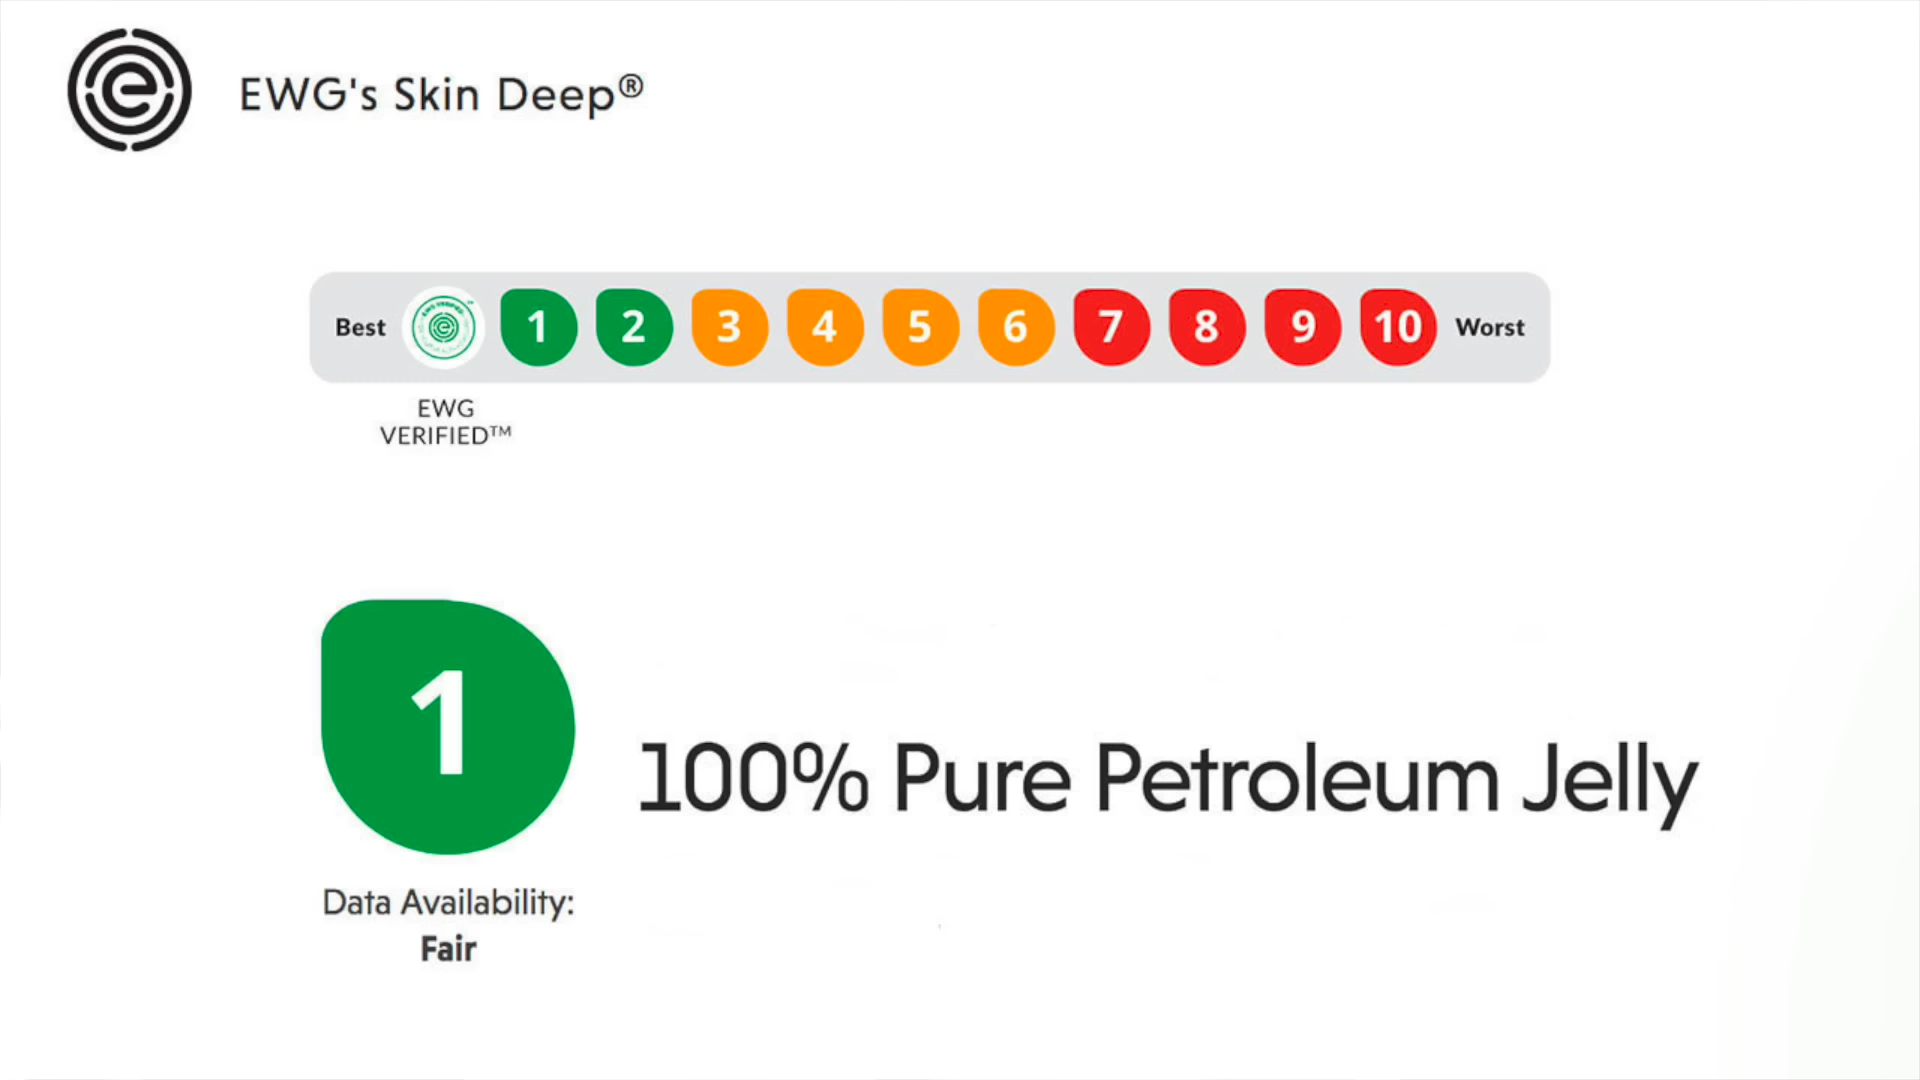 EWG's Skin Deep®
Best 1 2 3 4 5 6 7 8 9 10 Worst
EWG
VERIFIED™
1
100% Pure Petroleum Jelly
Data Availability:
Fair